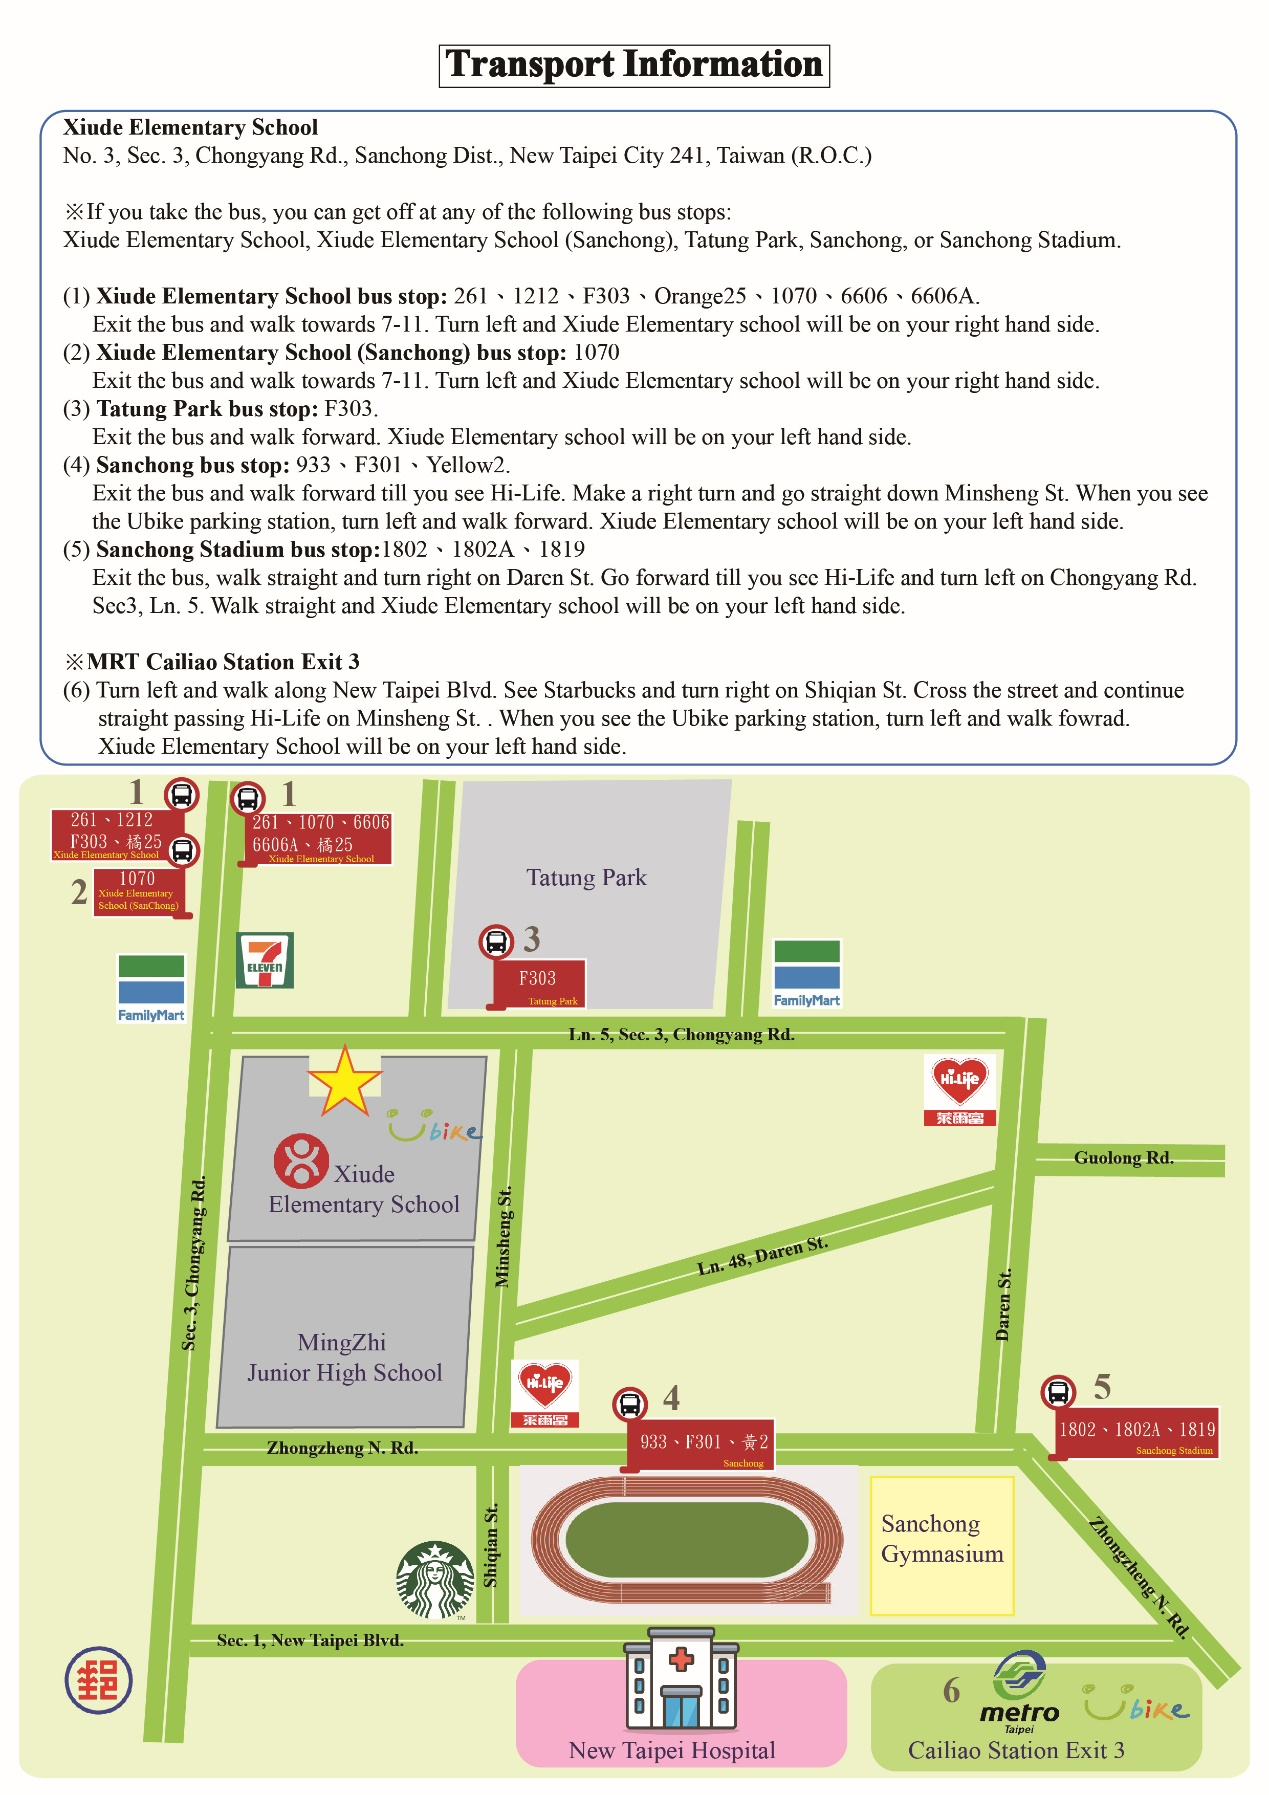 Transport Information
Xiude Elementary School
No. 3, Sec. 3, Chongyang Rd., Sanchong Dist., New Taipei City 241, Taiwan (R.O.C.)
※If you take the bus, you can get off at any of the following bus stops:
Xiude Elementary School, Xiude Elementary School (Sanchong), Tatung Park, Sanchong, or Sanchong Stadium.
(1) Xiude Elementary School bus stop: 261、1212、F303、Orange25、1070、6606、6606A.
Exit the bus and walk towards 7-11. Turn left and Xiude Elementary school will be on your right hand side.
(2) Xiude Elementary School (Sanchong) bus stop: 1070
Exit the bus and walk towards 7-11. Turn left and Xiude Elementary school will be on your right hand side.
(3) Tatung Park bus stop: F303.
Exit the bus and walk forward. Xiude Elementary school will be on your left hand side.
(4) Sanchong bus stop: 933、F301、Yellow2.
Exit the bus and walk forward till you see Hi-Life. Make a right turn and go straight down Minsheng St. When you see
the Ubike parking station, turn left and walk forward. Xiude Elementary school will be on your left hand side.
(5) Sanchong Stadium bus stop:1802、1802A、1819
Exit the bus, walk straight and turn right on Daren St. Go forward till you see Hi-Life and turn left on Chongyang Rd.
Sec3, Ln. 5. Walk straight and Xiude Elementary school will be on your left hand side.
※MRT Cailiao Station Exit 3
(6) Turn left and walk along New Taipei Blvd. See Starbucks and turn right on Shiqian St. Cross the street and continue
straight passing Hi-Life on Minsheng St. . When you see the Ubike parking station, turn left and walk fowrad.
Xiude Elementary School will be on your left hand side.
1
261、1212
F303、橘25
Xiude Elementary School
1
261、1070、6606
6606A、橘25
Xiude Elementary School
2
1070
Xiude Elementary
School (SanChong)
Tatung Park
3
F303
Tatung Park
7
ELEVEN
FamilyMart
FamilyMart
Ln. 5, Sec. 3, Chongyang Rd.
Hi-Life
萊爾富
Ubike
Xiude
Elementary School
Guolong Rd.
Sec. 3, Chongyang Rd.
Minsheng St.
Ln. 48, Daren St.
Daren St.
MingZhi
Junior High School
Hi-Life
萊爾富
4
933、F301、黃2
Sanchong
5
1802、1802A、1819
Sanchong Stadium
Zhongzheng N. Rd.
Shiqian St.
Sanchong
Gymnasium
Zhongzheng N. Rd.
TM
Sec. 1, New Taipei Blvd.
郵
New Taipei Hospital
6
metro
Taipei
Ubike
Cailiao Station Exit 3